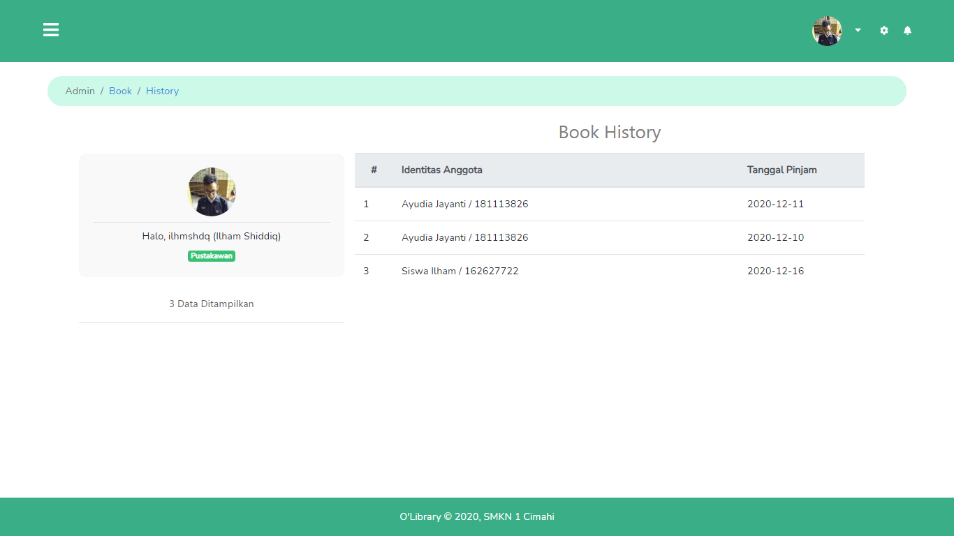 Admin / Book / History
Book History
Halo, ilhmshdq (Ilham Shiddiq)
Pustakawan
3 Data Ditampilkan
# Identitas Anggota Tanggal Pinjam
1 Ayudia Jayanti / 181113826 2020-12-11
2 Ayudia Jayanti / 181113826 2020-12-10
3 Siswa Ilham / 162627722 2020-12-16
O'Library © 2020, SMKN 1 Cimahi